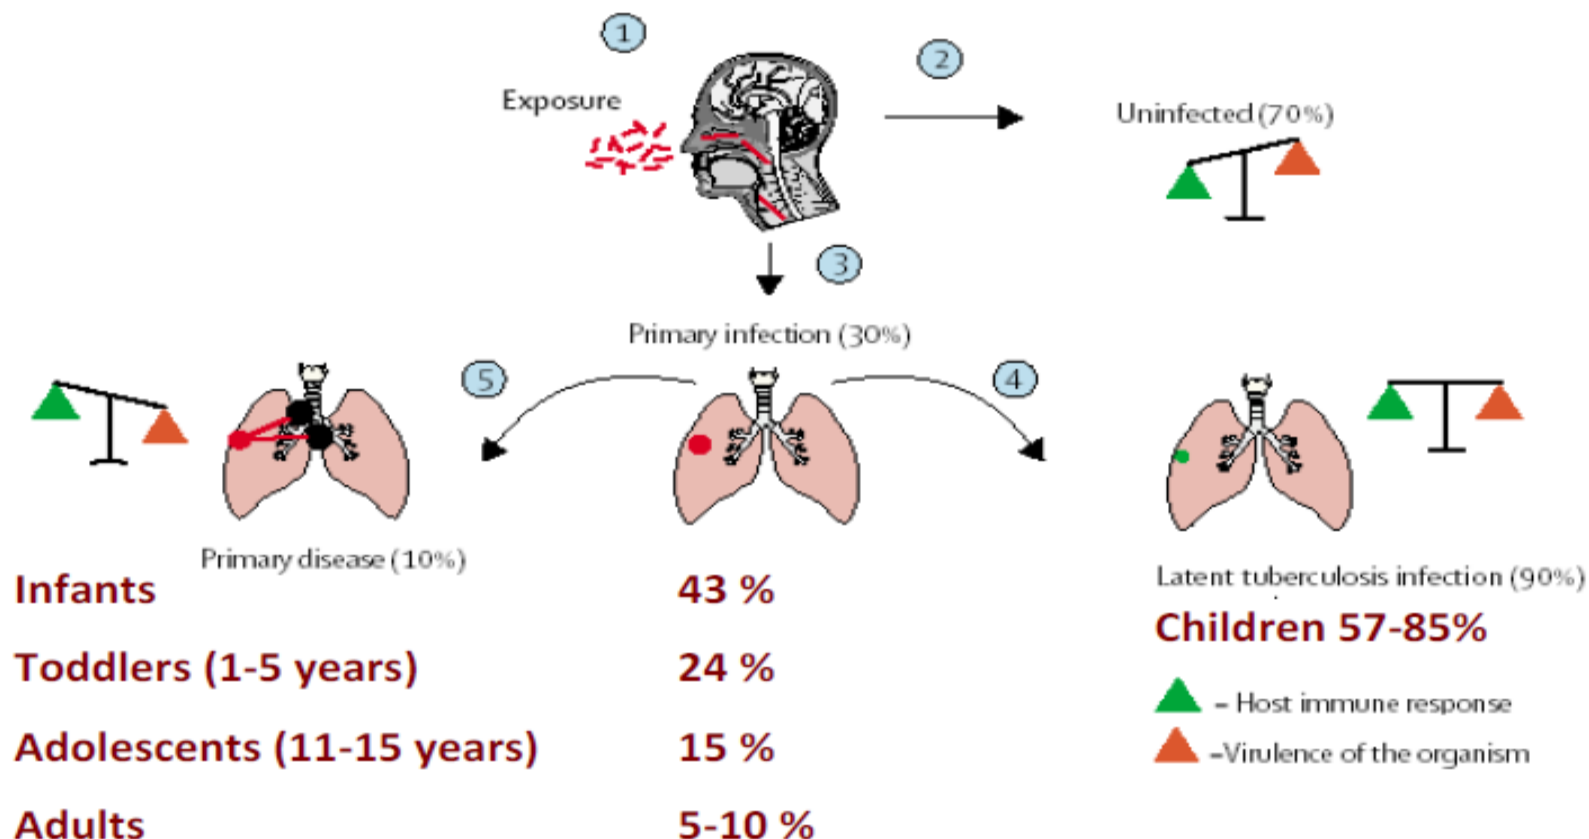 1
2
Exposure
Uninfected (70%)
3
Primary infection (30%)
5
4
Primary disease (10%)
Latent tuberculosis infection (90%)
Infants 43 %
Children 57-85%
Toddlers (1-5 years) 24 %
= Host immune response
Adolescents (11-15 years) 15 %
=Virulence of the organism
Adults 5-10 %